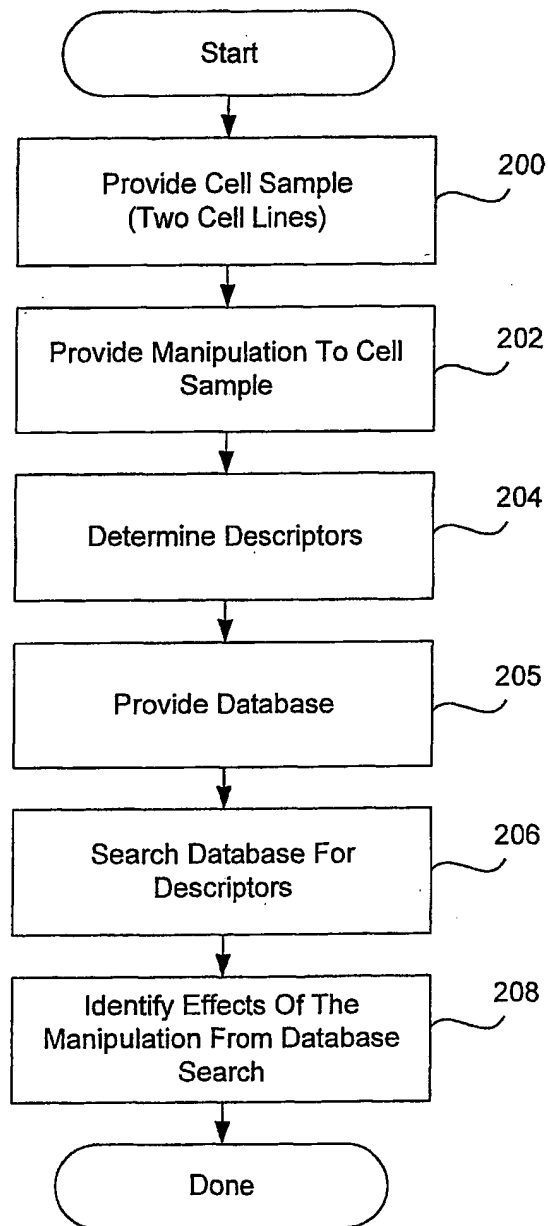 Start
Provide Cell Sample
(Two Cell Lines)
200
Provide Manipulation To Cell
Sample
202
Determine Descriptors
204
Provide Database
205
Search Database For
Descriptors
206
Identify Effects Of The
Manipulation From Database
Search
208
Done